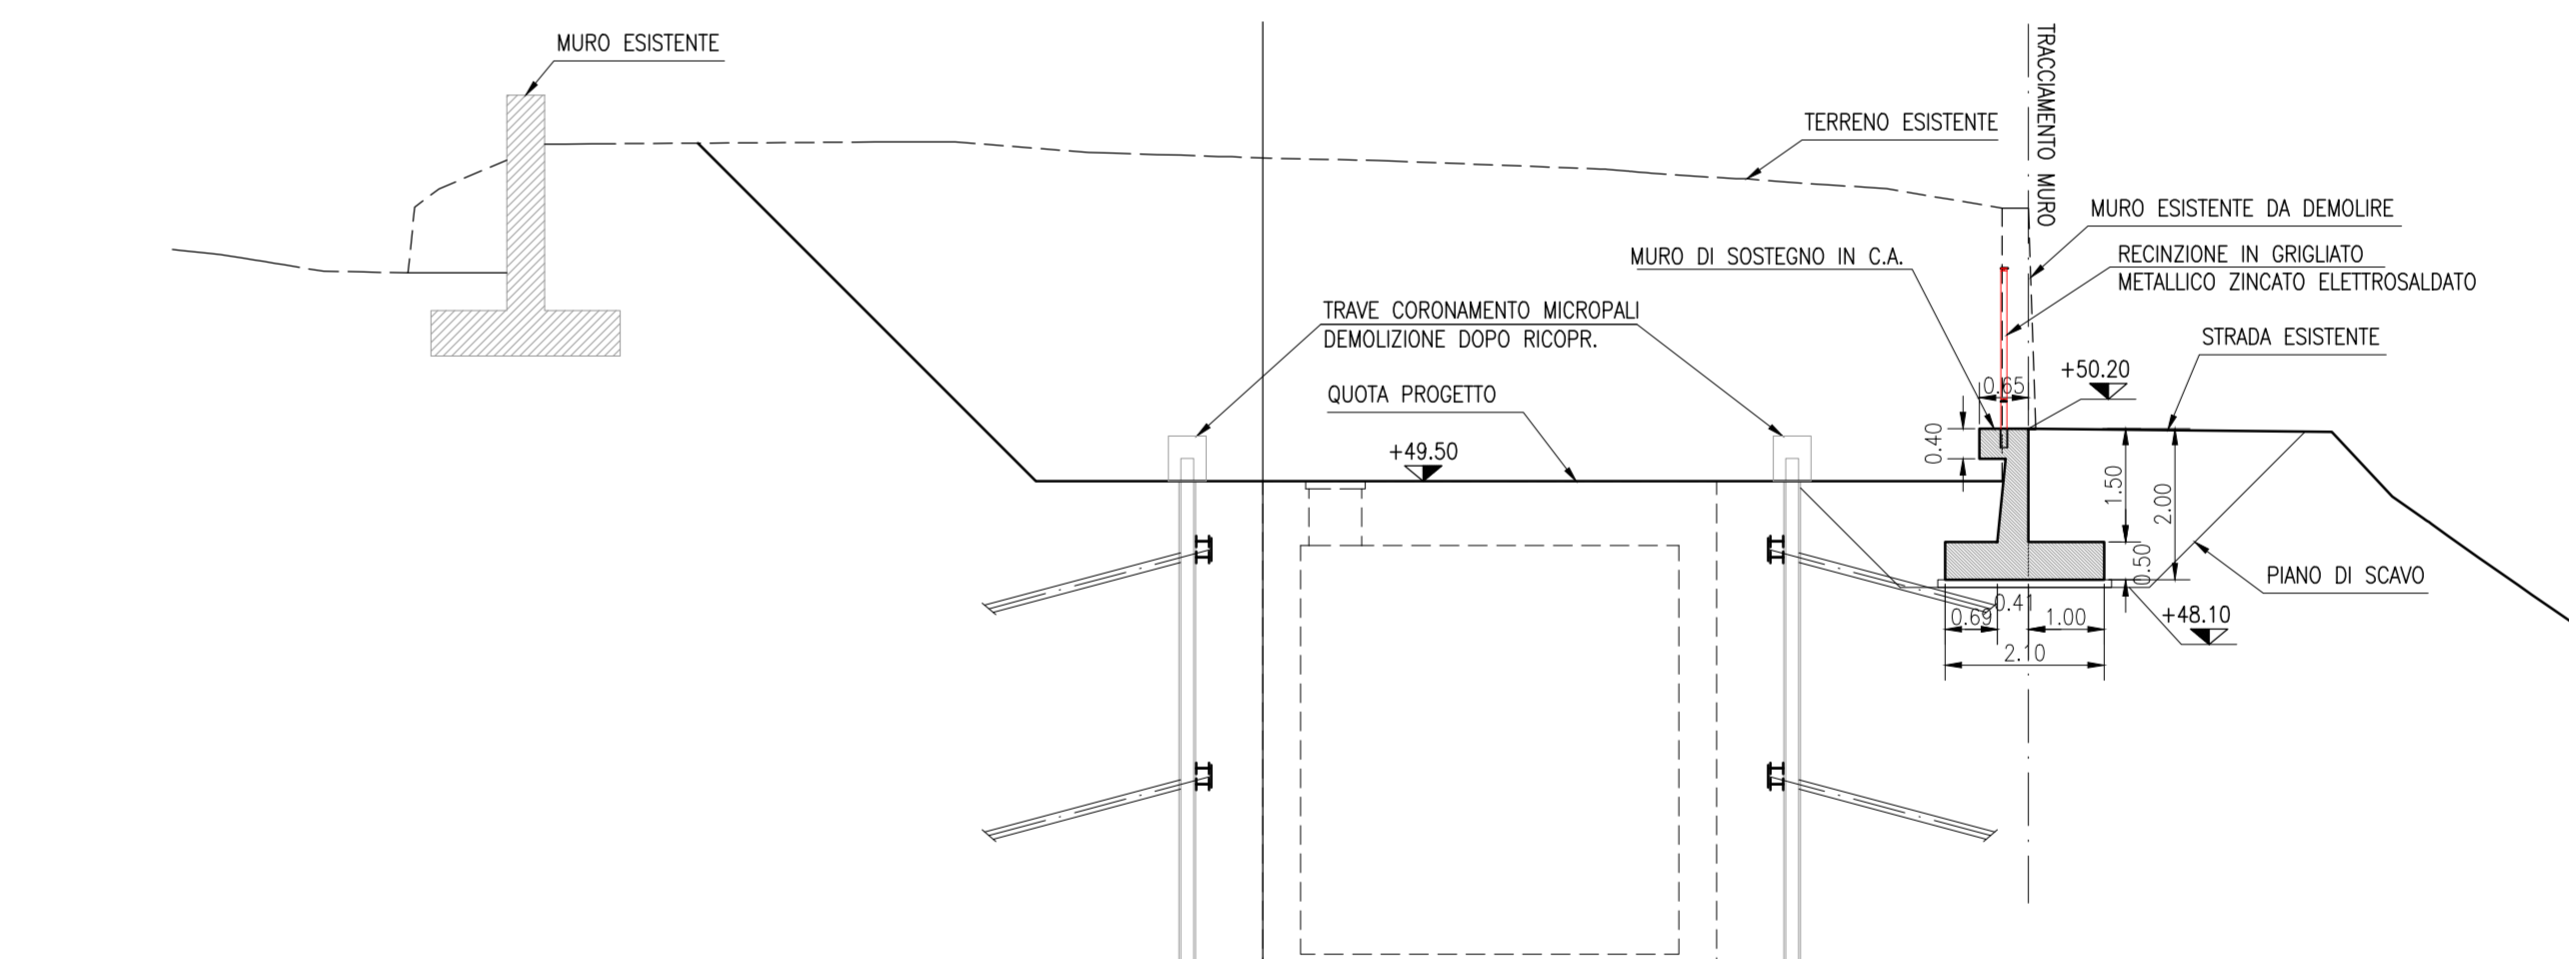 MURO ESISTENTE
TRACCIAMENTO MURO
TERRENO ESISTENTE
MURO ESISTENTE DA DEMOLIRE
MURO DI SOSTEGNO IN C.A.
RECINZIONE IN GRIGLIATO
METALLICO ZINCATO ELETTROSALDATO
TRAVE CORONAMENTO MICROPALI
DEMOLIZIONE DOPO RICOPR.
STRADA ESISTENTE
+50.20
0.65
QUOTA PROGETTO
0.40
+49.50
1.50
2.00
0.50
PIANO DI SCAVO
0.41
0.69
1.00
+48.10
2.10